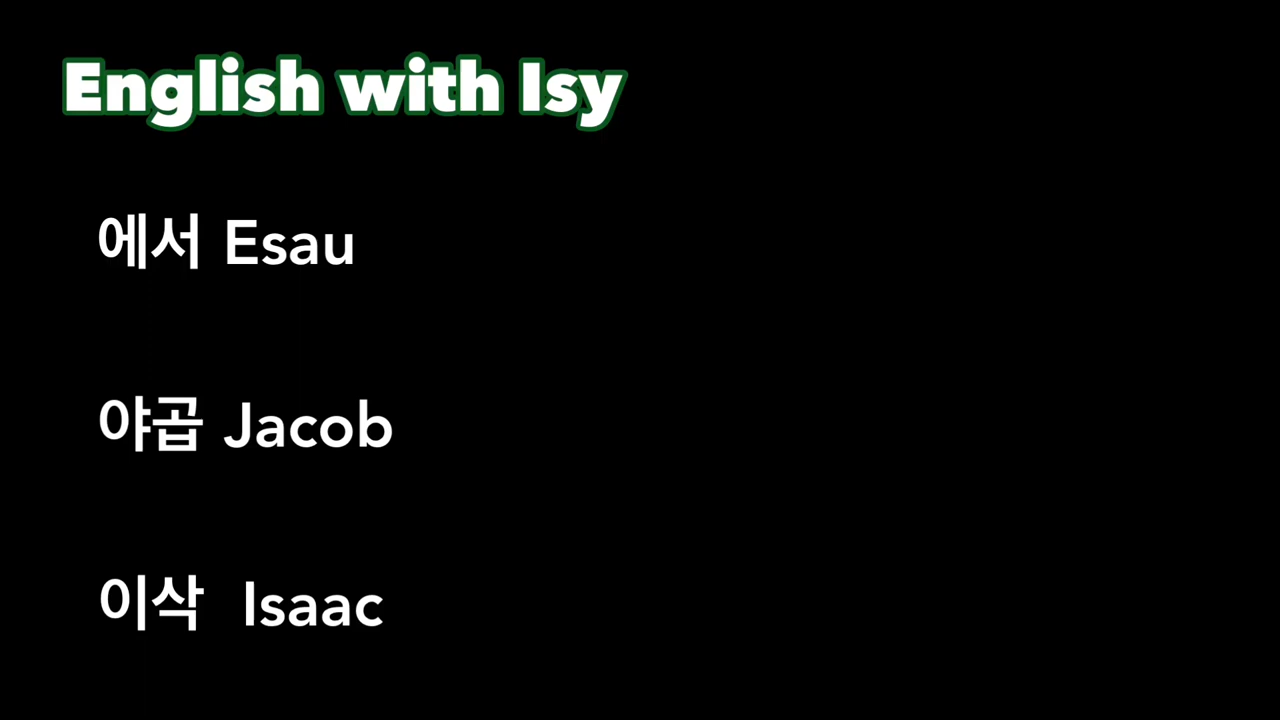 English with Isy
에서 Esau
야곱 Jacob
이삭 Isaac